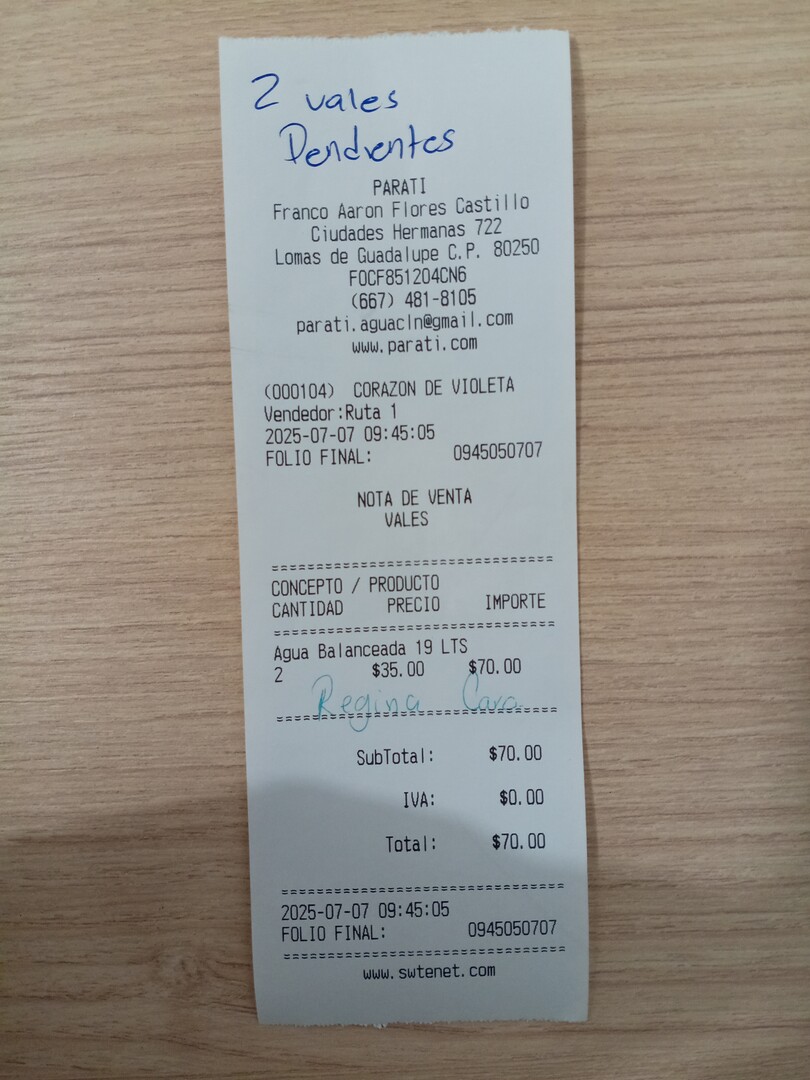 2 vales
Pendientes
PARATI
Franco Aaron Flores Castillo
Ciudades Hermanas 722
Lomas de Guadalupe C.P. 80250
FOCF851204CN6
(667) 481-8105
parati.aguacln@gmail.com
www.parati.com
(000104) CORAZON DE VIOLETA
Vendedor:Ruta 1
2025-07-07 09:45:05
FOLIO FINAL: 0945050707
NOTA DE VENTA
VALES
================================
CONCEPTO / PRODUCTO
CANTIDAD PRECIO IMPORTE
================================
Agua Balanceada 19 LTS
2 $35.00 $70.00
Regina
================================
SubTotal: $70.00
IVA: $0.00
Total: $70.00
================================
2025-07-07 09:45:05
FOLIO FINAL: 0945050707
================================
www.swtenet.com